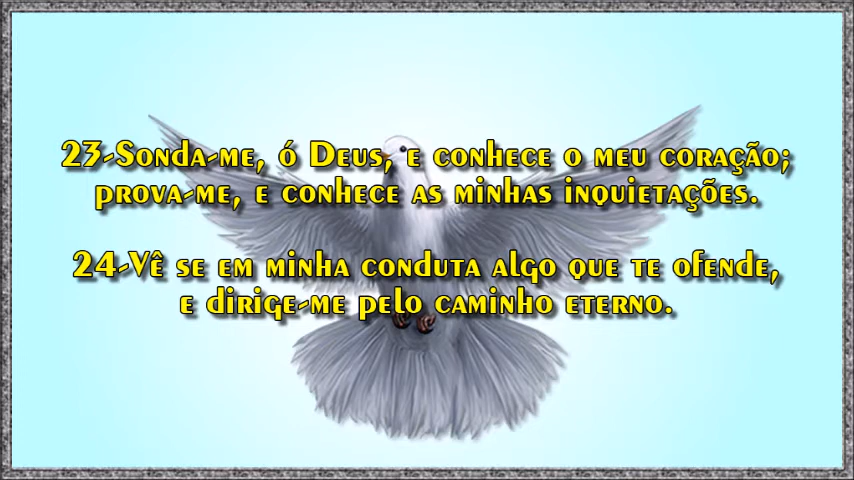 23-Sonda-me, ó Deus, e conhece o meu coração;
prova-me, e conhece as minhas inquietações.
24-Vê se em minha conduta algo que te ofende,
e dirige-me pelo caminho eterno.